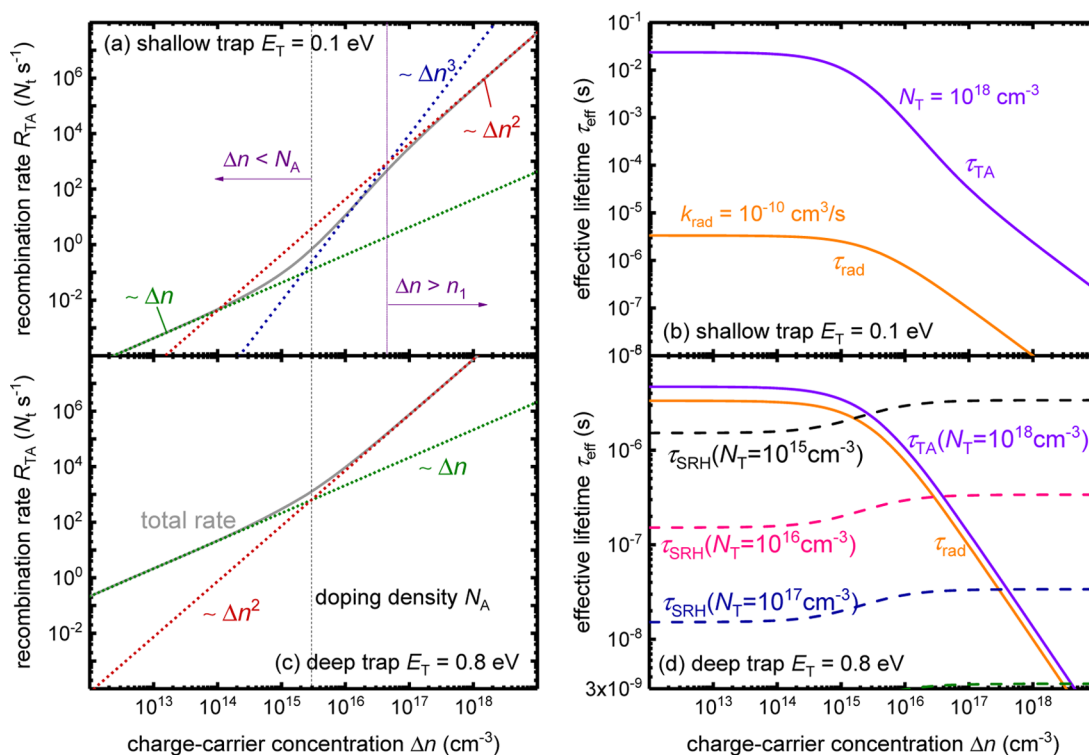 (a) shallow trap E_T = 0.1 eV
recombination rate R_TA (N_t s⁻¹)
10⁶
10⁴
10²
10⁰
10⁻²
~ Δn³
~ Δn²
Δn < N_A
~ Δn
Δn > n₁
effective lifetime τ_eff (s)
10⁻¹
10⁻²
10⁻³
10⁻⁴
10⁻⁵
10⁻⁶
10⁻⁷
10⁻⁸
N_T = 10¹⁸ cm⁻³
τ_TA
k_rad = 10⁻¹⁰ cm³/s
τ_rad
(b) shallow trap E_T = 0.1 eV
recombination rate R_TA (N_t s⁻¹)
10⁶
10⁴
10²
10⁰
10⁻²
~ Δn
total rate
~ Δn²
doping density N_A
(c) deep trap E_T = 0.8 eV
10¹³ 10¹⁴ 10¹⁵ 10¹⁶ 10¹⁷ 10¹⁸
charge-carrier concentration Δn (cm⁻³)
effective lifetime τ_eff (s)
10⁻⁶
10⁻⁷
10⁻⁸
3x10⁻⁹
τ_SRH(N_T=10¹⁵cm⁻³)
τ_TA(N_T=10¹⁸cm⁻³)
τ_SRH(N_T=10¹⁶cm⁻³)
τ_rad
τ_SRH(N_T=10¹⁷cm⁻³)
(d) deep trap E_T = 0.8 eV
10¹³ 10¹⁴ 10¹⁵ 10¹⁶ 10¹⁷ 10¹⁸
charge-carrier concentration Δn (cm⁻³)